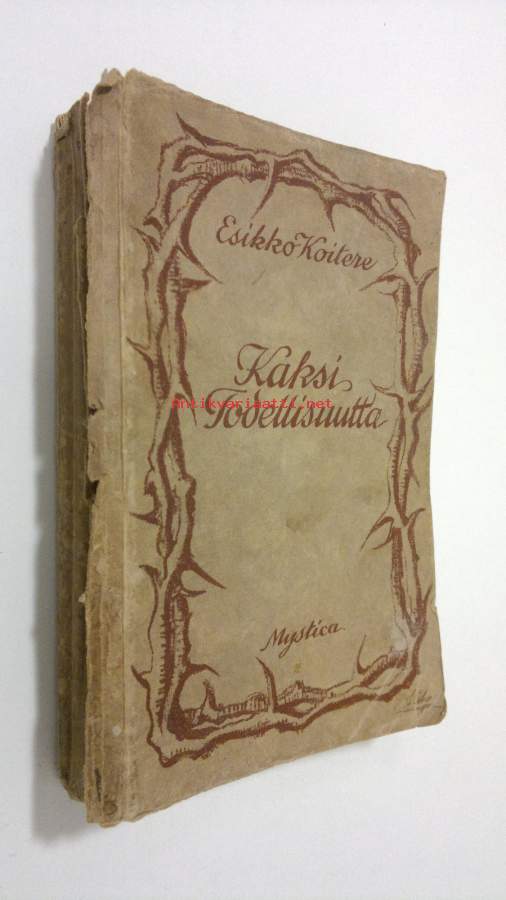 Esikko Koitere
Kaksi
Antikvariaatti.net
Todellisuutta
Mystica